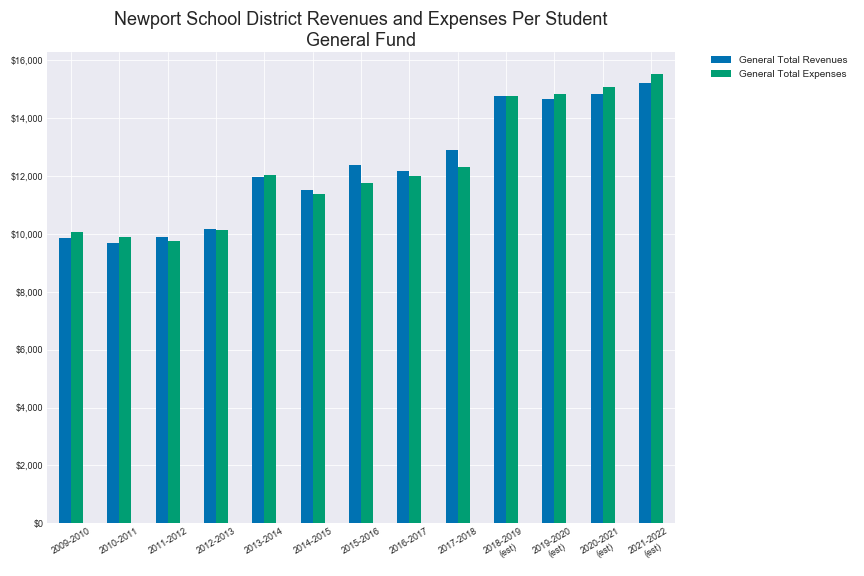 Newport School District Revenues and Expenses Per Student
General Fund
General Total Revenues
General Total Expenses
$16,000
$14,000
$12,000
$10,000
$8,000
$6,000
$4,000
$2,000
$0
2009-2010
2010-2011
2011-2012
2012-2013
2013-2014
2014-2015
2015-2016
2016-2017
2017-2018
2018-2019
(est)
2019-2020
(est)
2020-2021
(est)
2021-2022
(est)